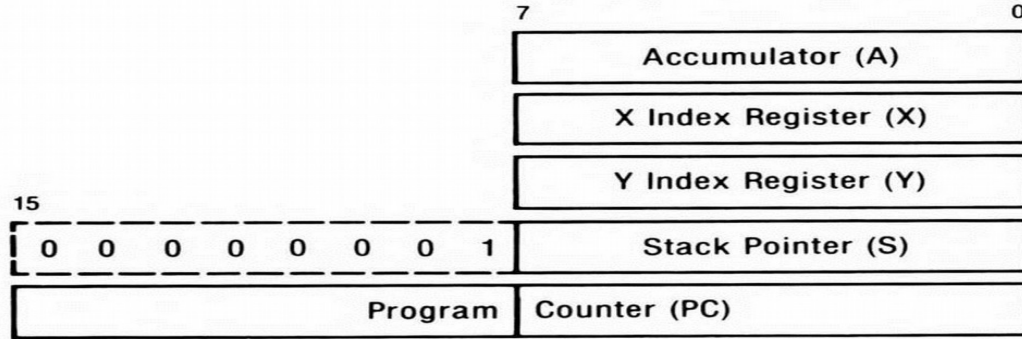 7 0
Accumulator (A)
X Index Register (X)
Y Index Register (Y)
15
0 0 0 0 0 0 0 1 Stack Pointer (S)
Program Counter (PC)